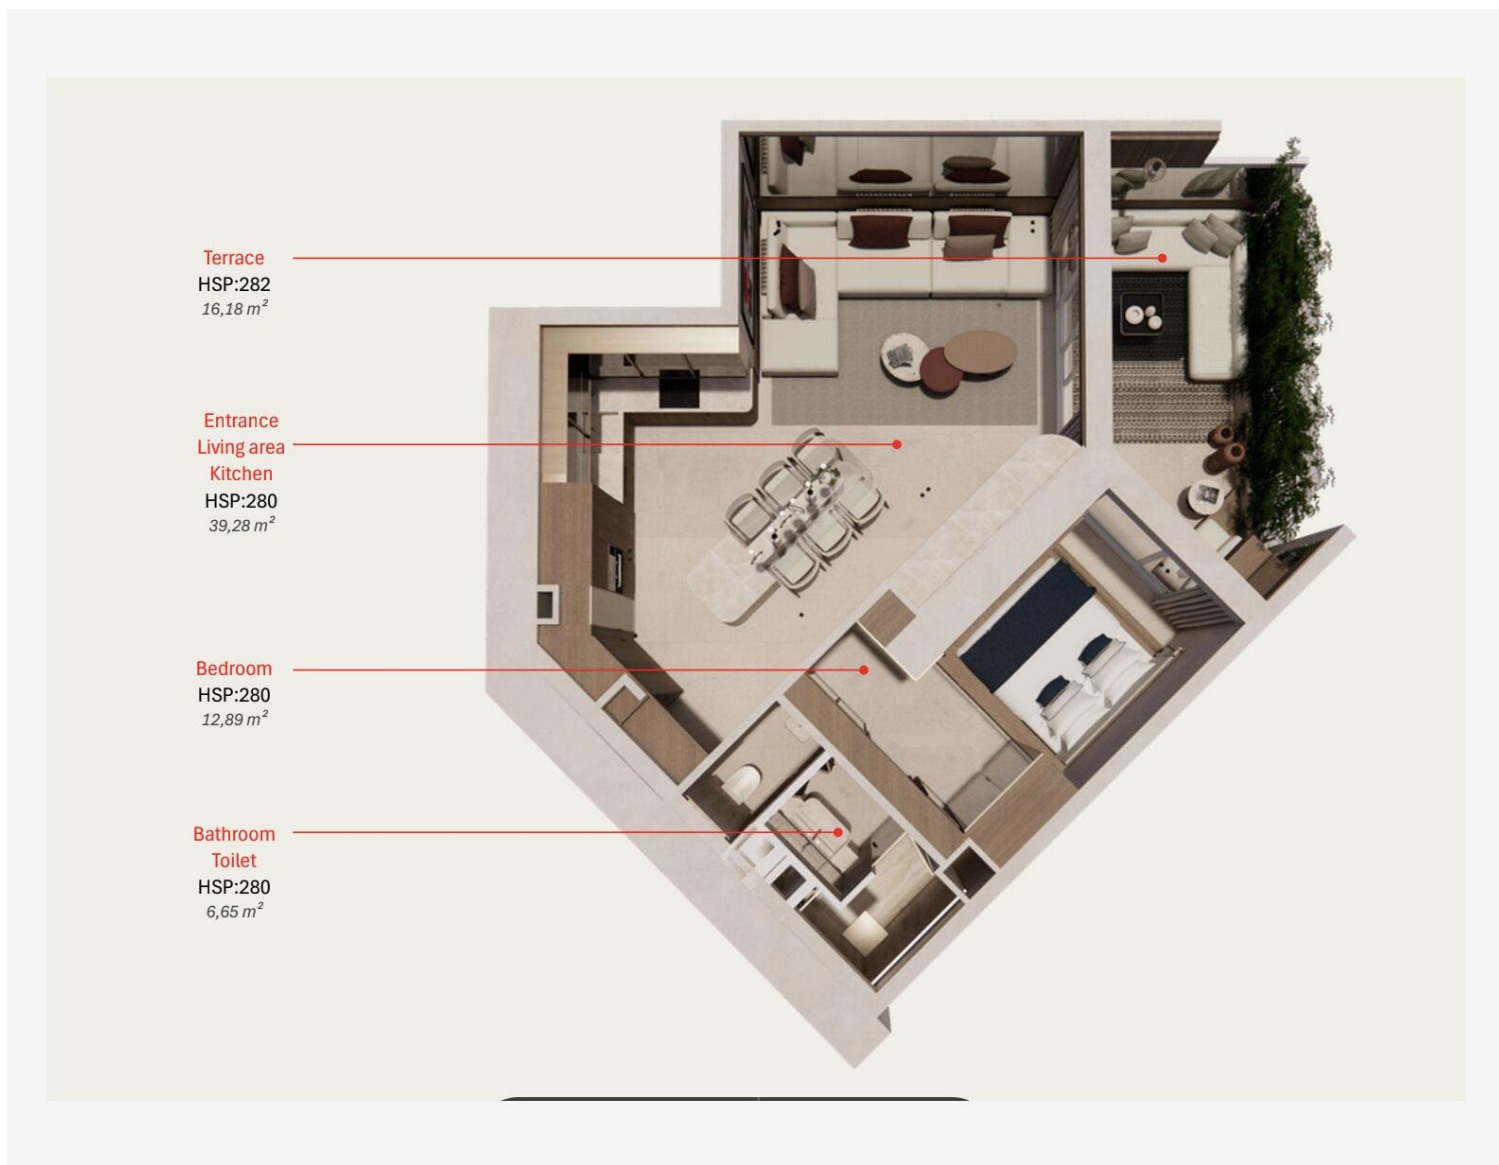 Terrace
HSP:282
16,18 m²
Entrance
Living area
Kitchen
HSP:280
39,28 m²
Bedroom
HSP:280
12,89 m²
Bathroom
Toilet
HSP:280
6,65 m²